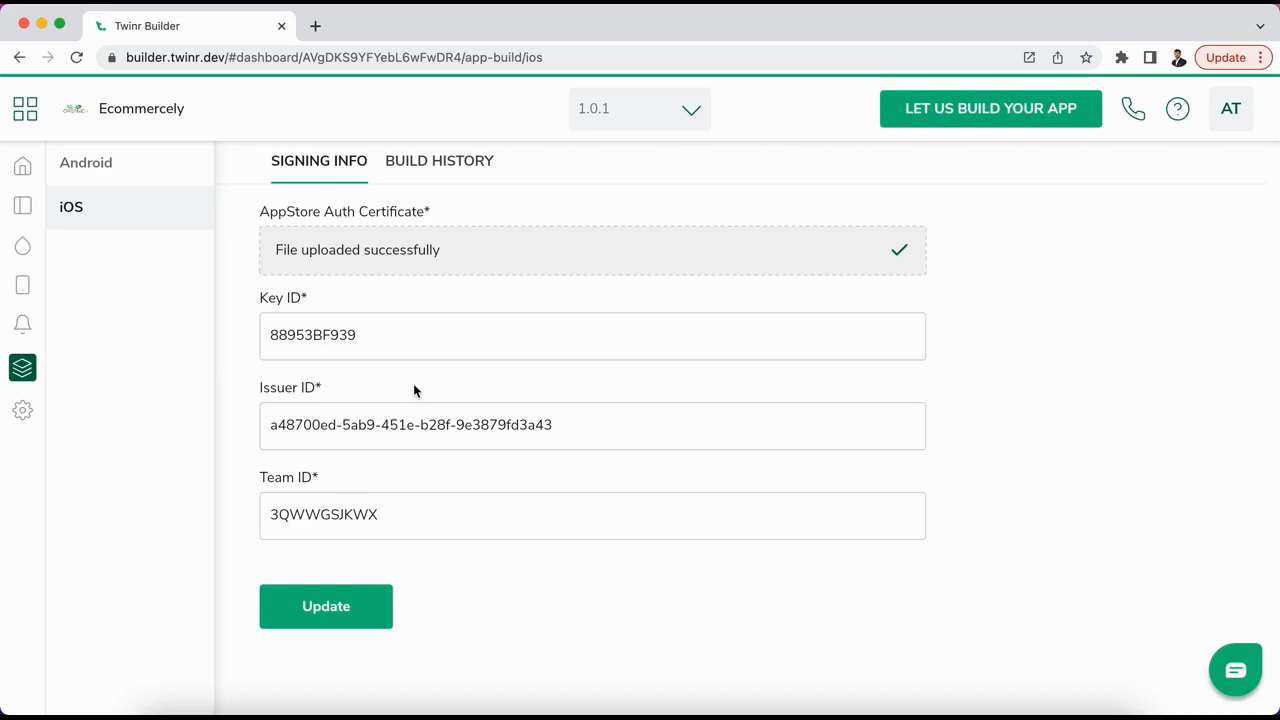 Twinr Builder
builder.twinr.dev/#dashboard/AVgDKS9YFYebL6wFwDR4/app-build/ios
Update
Ecommercely
1.0.1
LET US BUILD YOUR APP
AT
Android
iOS
SIGNING INFO
BUILD HISTORY
AppStore Auth Certificate*
File uploaded successfully
Key ID*
88953BF939
Issuer ID*
a48700ed-5ab9-451e-b28f-9e3879fd3a43
Team ID*
3QWWGSJKWX
Update